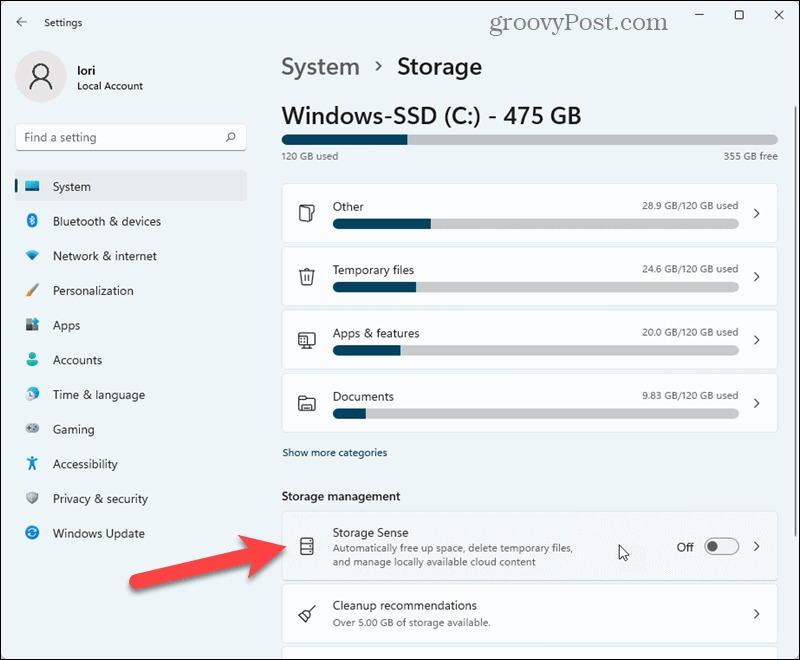 Settings
groovyPost.com
lori
Local Account
Find a setting
System
Bluetooth & devices
Network & internet
Personalization
Apps
Accounts
Time & language
Gaming
Accessibility
Privacy & security
Windows Update
System > Storage
Windows-SSD (C:) - 475 GB
120 GB used 355 GB free
Other 28.9 GB/120 GB used
Temporary files 24.6 GB/120 GB used
Apps & features 20.0 GB/120 GB used
Documents 9.83 GB/120 GB used
Show more categories
Storage management
Storage Sense
Automatically free up space, delete temporary files,
and manage locally available cloud content
Off
Cleanup recommendations
Over 5.00 GB of storage available.